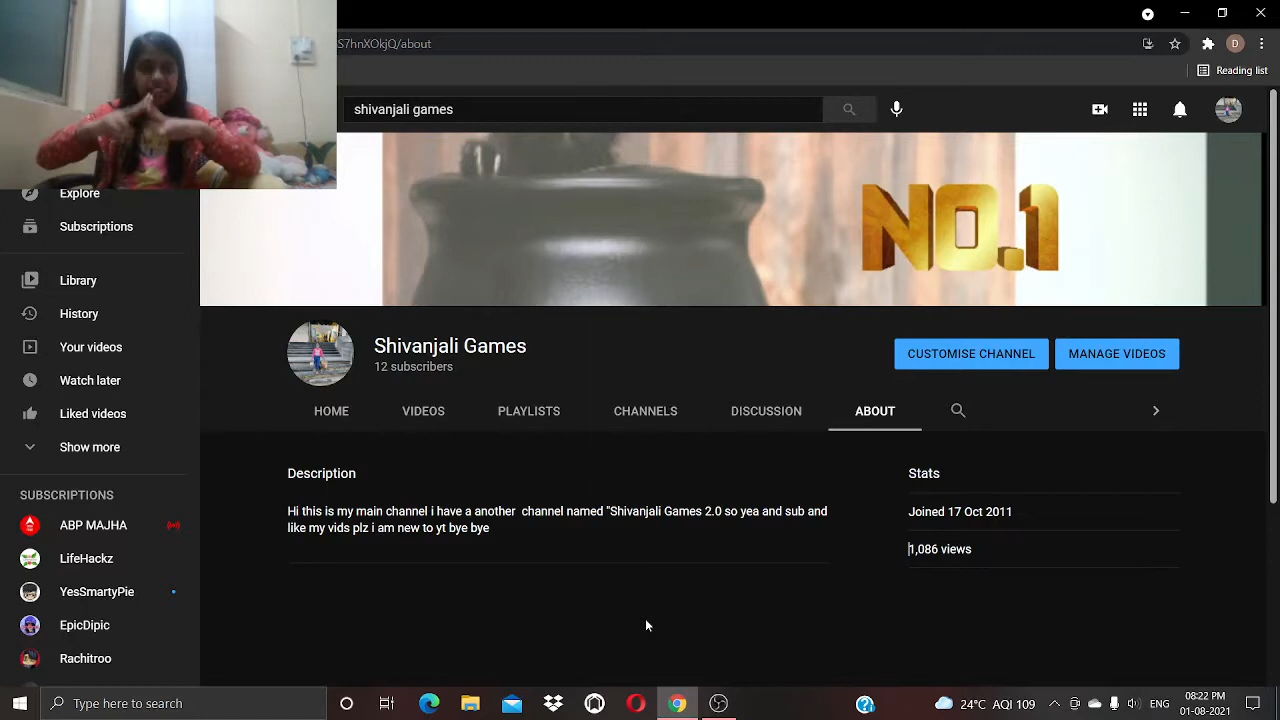 S7hnXOkjQ/about
Reading list
shivanjali games
NO.1
Explore
Subscriptions
Library
History
Your videos
Watch later
Liked videos
Show more
SUBSCRIPTIONS
ABP MAJHA
LifeHackz
YesSmartyPie
EpicDipic
Rachitroo
Shivanjali Games
12 subscribers
CUSTOMISE CHANNEL
MANAGE VIDEOS
HOME
VIDEOS
PLAYLISTS
CHANNELS
DISCUSSION
ABOUT
Description
Hi this is my main channel i have a another channel named "Shivanjali Games 2.0 so yea and sub and
like my vids plz i am new to yt bye bye
Stats
Joined 17 Oct 2011
1,086 views
Type here to search
24°C AQI 109
ENG
08:22 PM
01-08-2021